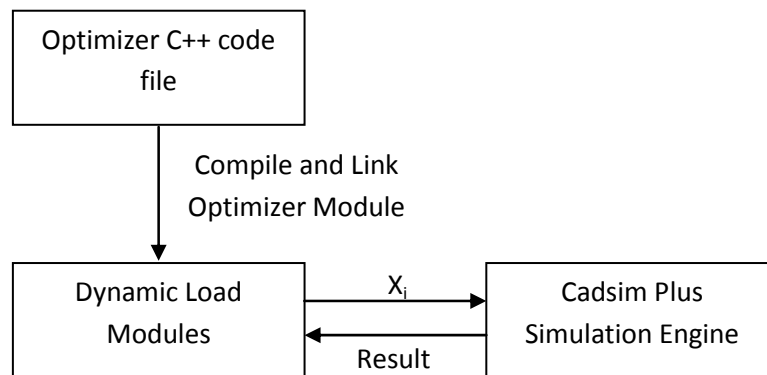 Optimizer C++ code
file
Compile and Link
Optimizer Module
Dynamic Load
Modules
Xi
Result
Cadsim Plus
Simulation Engine